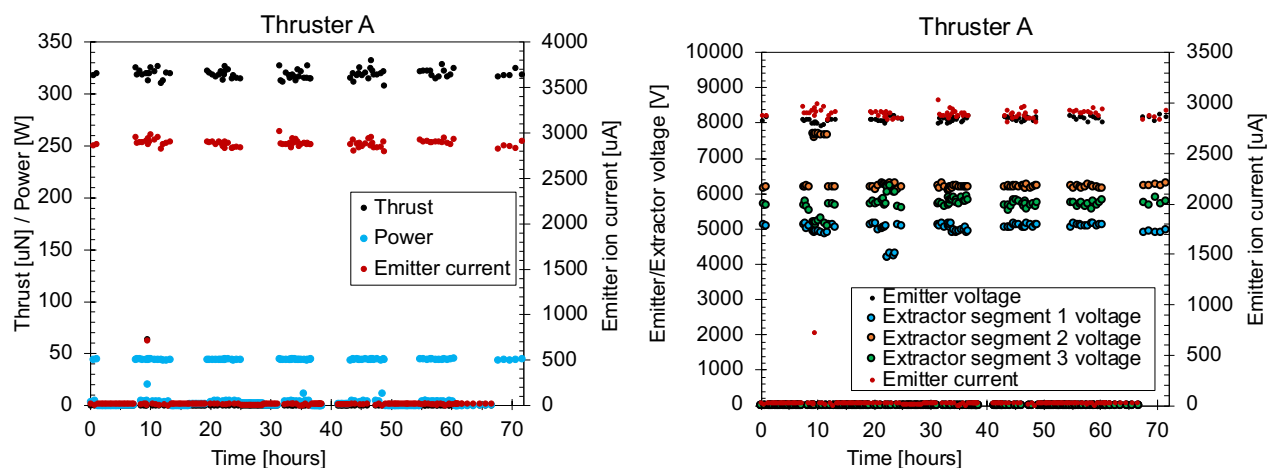 Thruster A
350
300
250
200
150
100
50
0
Thrust [uN] / Power [W]
4000
3500
3000
2500
2000
1500
1000
500
0
Emitter ion current [uA]
Thrust
Power
Emitter current
0 10 20 30 40 50 60 70
Time [hours]
Thruster A
10000
9000
8000
7000
6000
5000
4000
3000
2000
1000
0
Emitter/Extractor voltage [V]
3500
3000
2500
2000
1500
1000
500
0
Emitter ion current [uA]
Emitter voltage
Extractor segment 1 voltage
Extractor segment 2 voltage
Extractor segment 3 voltage
Emitter current
0 10 20 30 40 50 60 70
Time [hours]